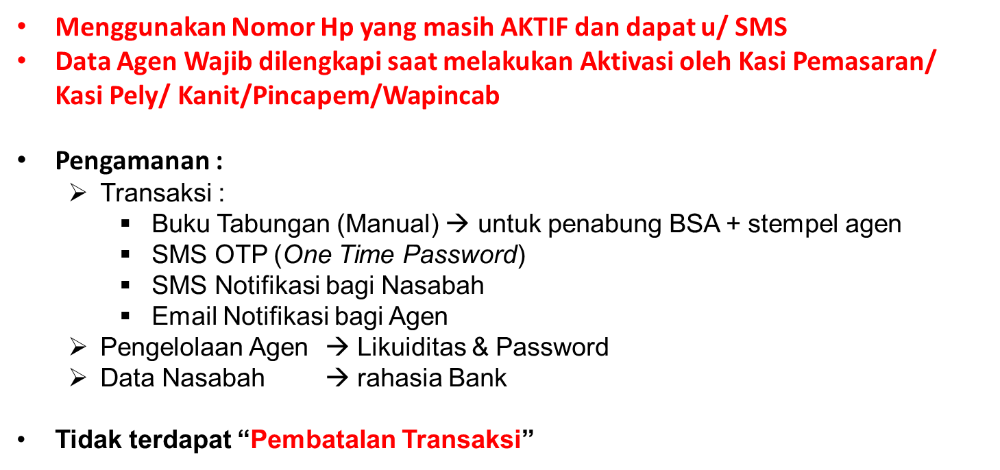 • Menggunakan Nomor Hp yang masih AKTIF dan dapat u/ SMS
• Data Agen Wajib dilengkapi saat melakukan Aktivasi oleh Kasi Pemasaran/
Kasi Pely/ Kanit/Pincapem/Wapincab
• Pengamanan :
➢ Transaksi :
▪ Buku Tabungan (Manual) → untuk penabung BSA + stempel agen
▪ SMS OTP (One Time Password)
▪ SMS Notifikasi bagi Nasabah
▪ Email Notifikasi bagi Agen
➢ Pengelolaan Agen → Likuiditas & Password
➢ Data Nasabah → rahasia Bank
• Tidak terdapat “Pembatalan Transaksi”